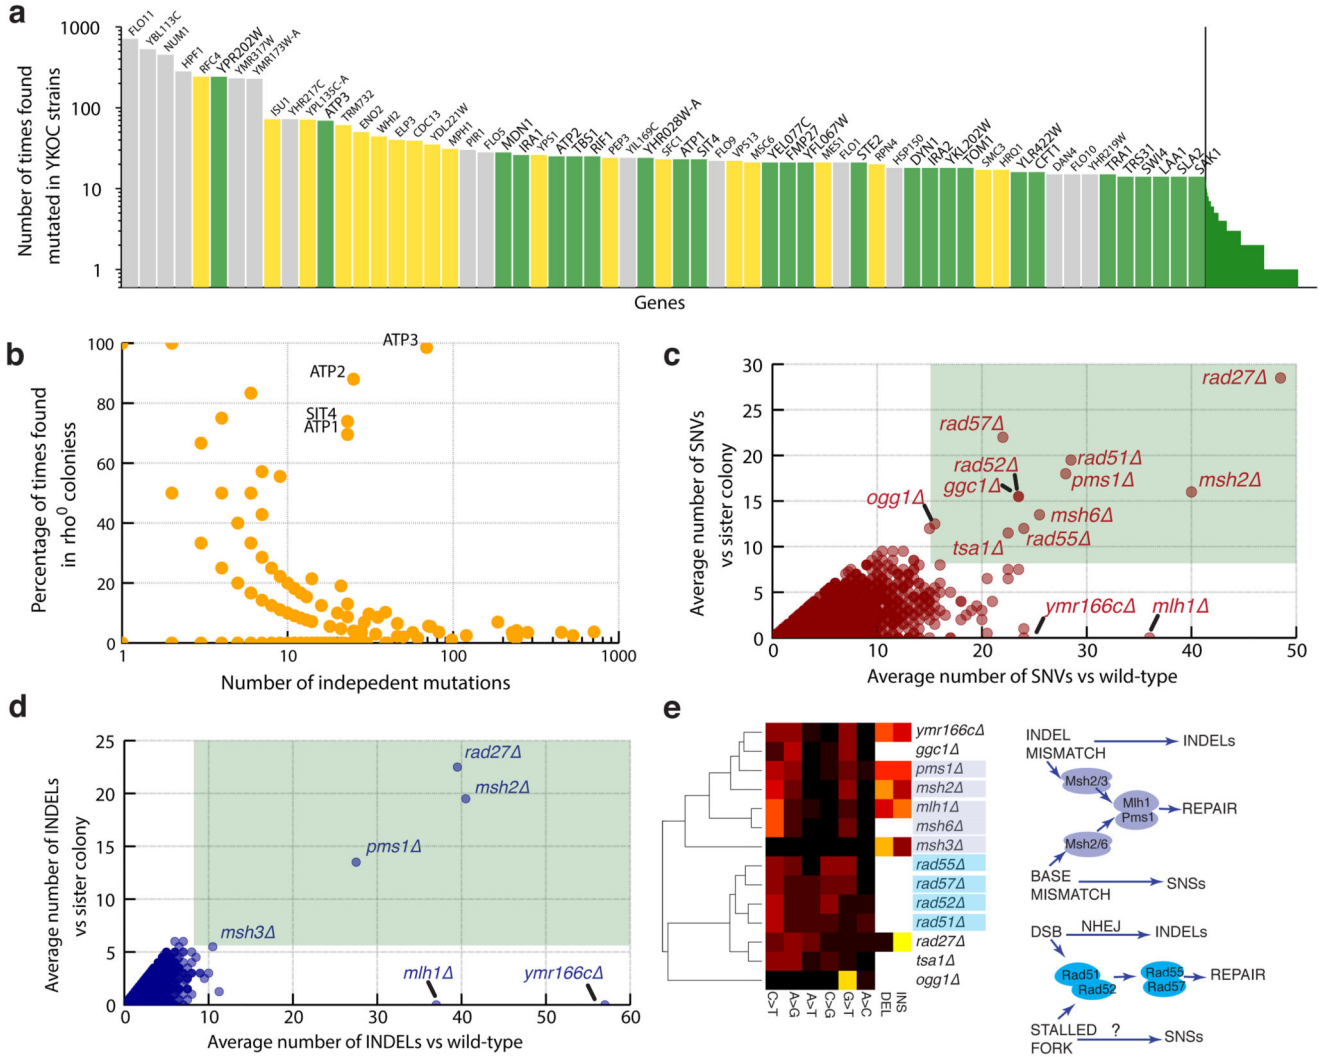 a
Number of times found
mutated in YKOC strains
1000
100
10
1
FLO11
YBL113C
NUM1
HPF1
RFC4
YPR202W
YMR317W
YMR173W-A
ISU1
YHR217C
YPL135C-A
ATP3
TRM732
ENO2
WHI2
ELP3
CDC13
YDL221W
MPH1
PIR1
FLO5
MDN1
IRA1
YPS1
ATP2
TBS1
RIF1
PEP3
YIL169C
YHR028W-A
SFC1
ATP1
SIT4
FLO9
VPS13
MSC6
YEL077C
FMP27
YFL067W
MES1
FLO1
STE2
RPN4
HSP150
DYN1
IRA2
YKL202W
TOM1
SMC3
HRQ1
YLR422W
CFT1
DAN4
FLO10
YHR219W
TRA1
TRS31
SWI4
LAA1
SLA2
SAK1
Genes
b
Percentage of times found
in rho0 coloniess
100
80
60
40
20
0
ATP3
ATP2
SIT4
ATP1
1
10
100
1000
Number of indepedent mutations
c
Average number of SNVs
vs sister colony
30
25
20
15
10
5
0
rad27Δ
rad57Δ
rad51Δ
rad52Δ
ggc1Δ
pms1Δ
msh2Δ
ogg1Δ
msh6Δ
rad55Δ
tsa1Δ
ymr166cΔ
mlh1Δ
0
10
20
30
40
50
Average number of SNVs vs wild-type
d
Average number of INDELs
vs sister colony
25
20
15
10
5
0
rad27Δ
msh2Δ
pms1Δ
msh3Δ
mlh1Δ
ymr166cΔ
0
10
20
30
40
50
60
Average number of INDELs vs wild-type
e
ymr166cΔ
ggc1Δ
pms1Δ
msh2Δ
mlh1Δ
msh6Δ
msh3Δ
rad55Δ
rad57Δ
rad52Δ
rad51Δ
rad27Δ
tsa1Δ
ogg1Δ
C>T
A>G
A>T
C>G
G>T
A>C
DEL
INS
INDEL
MISMATCH
INDELs
Msh2/3
Mlh1
Pms1
REPAIR
Msh2/6
BASE
MISMATCH
SNSs
DSB
NHEJ
INDELs
Rad51
Rad52
Rad55
Rad57
REPAIR
STALLED
FORK
?
SNSs